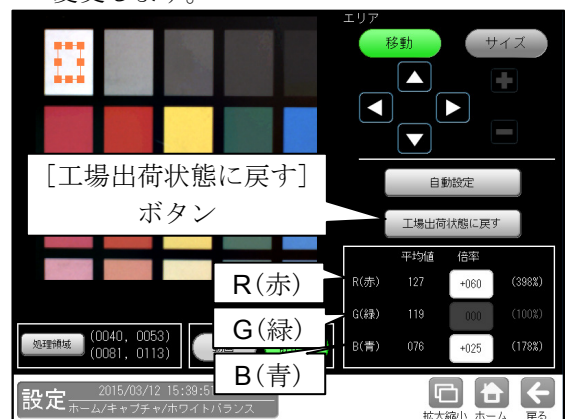 変更します。
エリア
移動
サイズ
自動設定
[工場出荷状態に戻す]
ボタン
工場出荷状態に戻す
平均値 倍率
R(赤)
R(赤) 127 +060 (398%)
G(緑)
G(緑) 119 000 (100%)
B(青)
B(青) 076 +025 (178%)
処理領域
(0040, 0053)
(0081, 0113)
設定
2015/03/12 15:39:51
ホーム/キャプチャ/ホワイトバランス
拡大縮小 ホーム 戻る